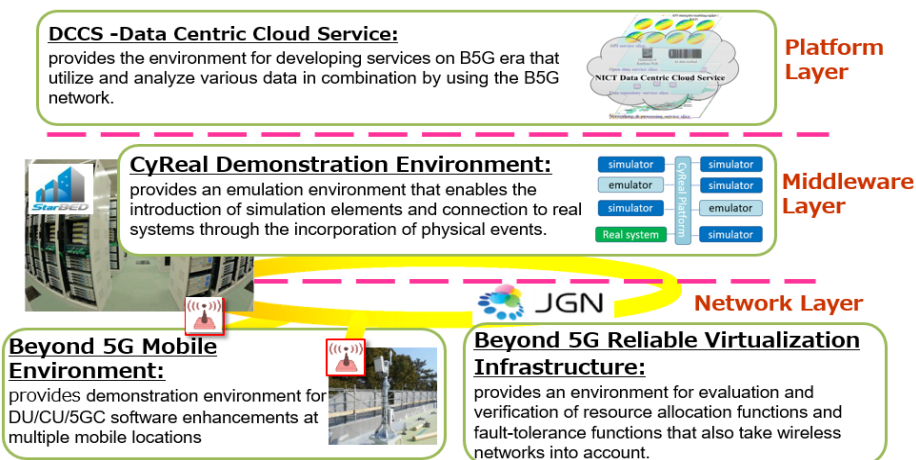 DCCS -Data Centric Cloud Service:
provides the environment for developing services on B5G era that
utilize and analyze various data in combination by using the B5G
network.
NICT Data Centric Cloud Service
Platform
Layer
CyReal Demonstration Environment:
provides an emulation environment that enables the
introduction of simulation elements and connection to real
systems through the incorporation of physical events.
StarBED
simulator
emulator
simulator
Real system
CyReal Platform
simulator
simulator
emulator
simulator
Middleware
Layer
JGN
Network Layer
Beyond 5G Mobile
Environment:
provides demonstration environment for
DU/CU/5GC software enhancements at
multiple mobile locations
Beyond 5G Reliable Virtualization
Infrastructure:
provides an environment for evaluation and
verification of resource allocation functions and
fault-tolerance functions that also take wireless
networks into account.